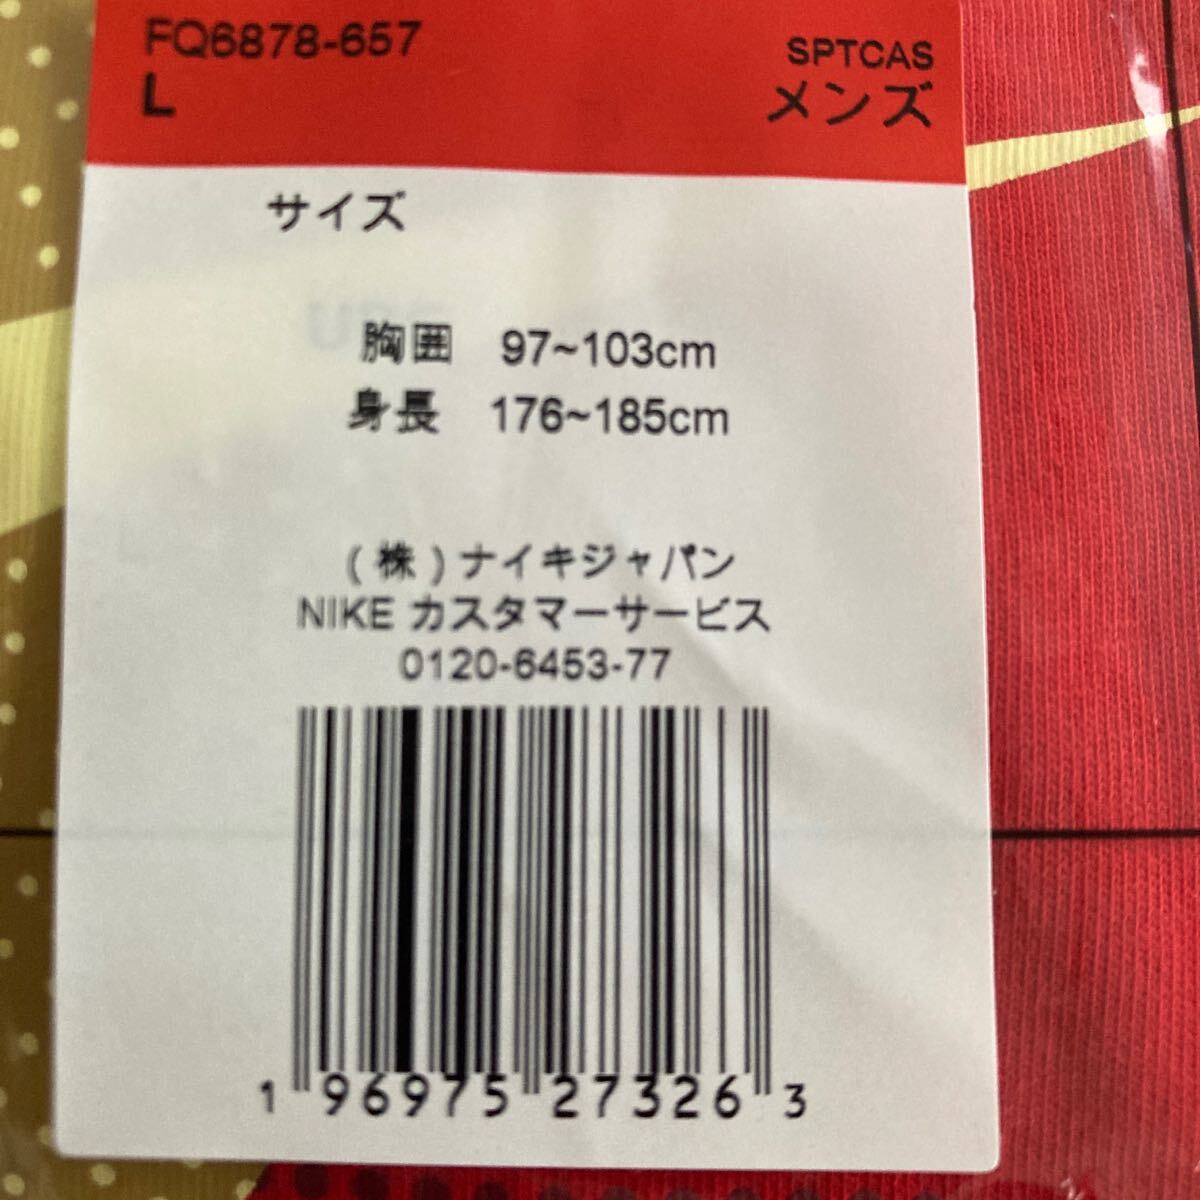 FQ6878-657
L
SPTCAS
メンズ
サイズ
胸囲 97~103cm
身長 176~185cm
(株)ナイキジャパン
NIKE カスタマーサービス
0120-6453-77
1 96975 27326 3